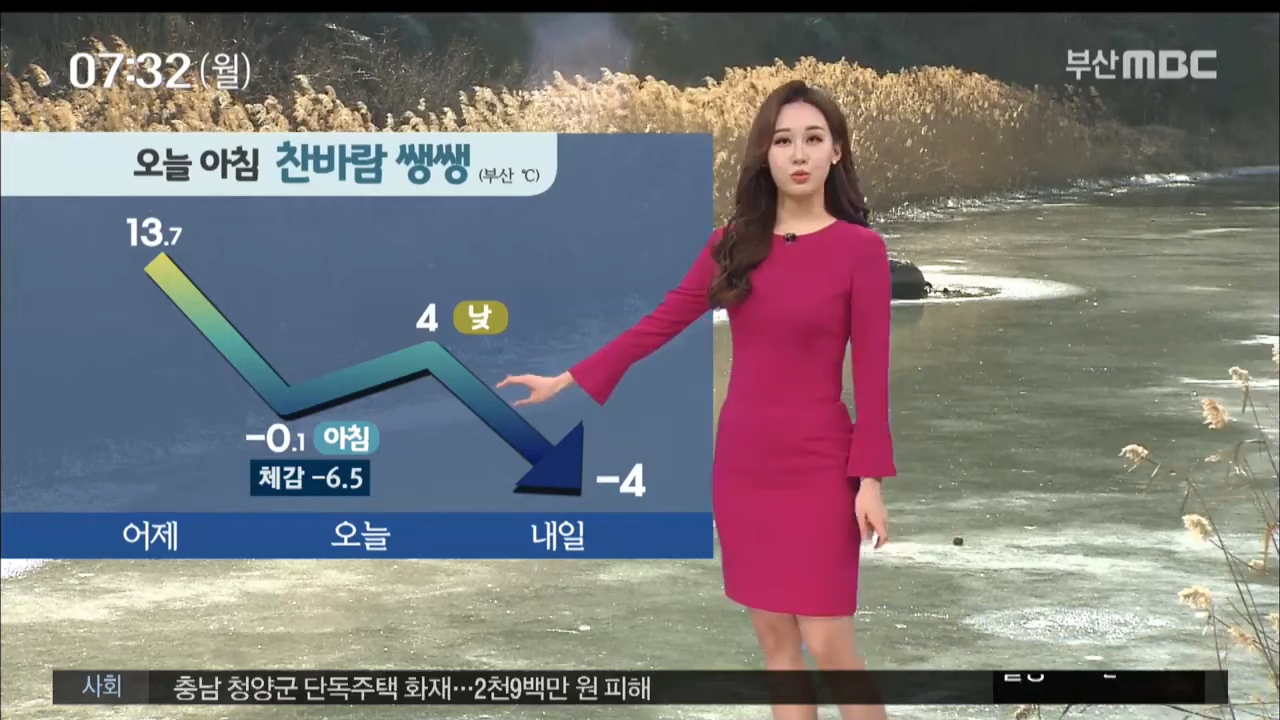 07:32 (월)
부산MBC
오늘 아침 찬바람 쌩쌩 (부산 ℃)
13.7
4 낮
-0.1 아침
체감 -6.5
-4
어제 오늘 내일
사회 충남 청양군 단독주택 화재…2천9백만 원 피해